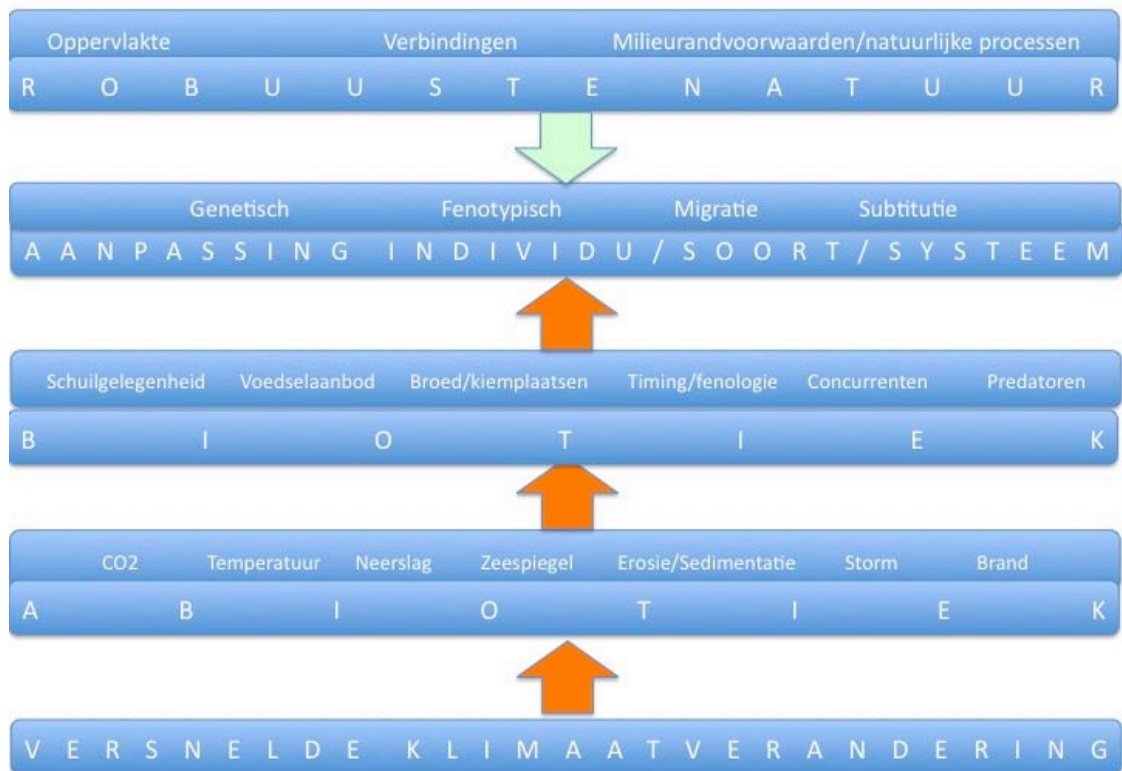 Oppervlakte Verbindingen Milieurandvoorwaarden/natuurlijke processen
R O B U U S T E N A T U U R
Genetisch Fenotypisch Migratie Subtitutie
A A N P A S S I N G I N D I V I D U / S O O R T / S Y S T E E M
Schuilgelegenheid Voedselaanbod Broed/kiemplaatsen Timing/fenologie Concurrenten Predatoren
B I O T I E K
CO2 Temperatuur Neerslag Zeespiegel Erosie/Sedimentatie Storm Brand
A B I O T I E K
V E R S N E L D E K L I M A A T V E R A N D E R I N G